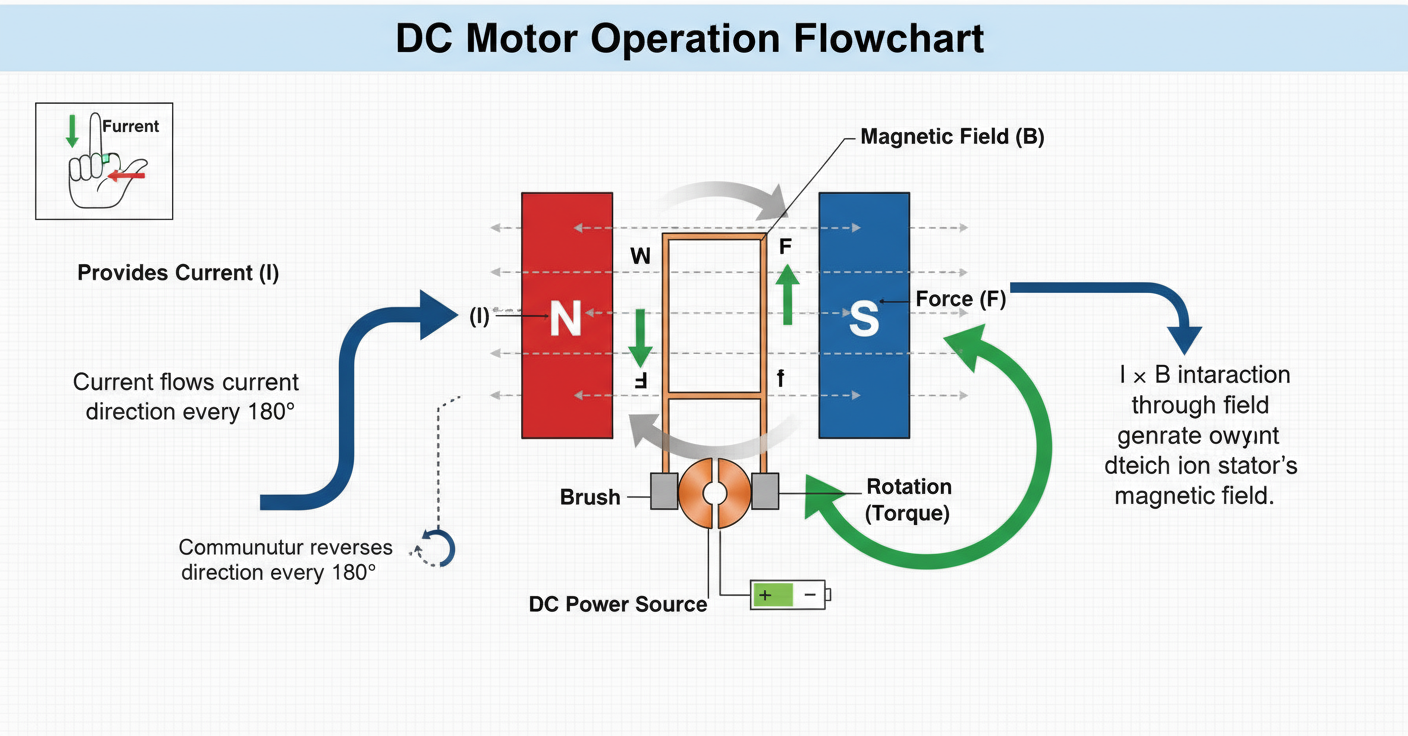 DC Motor Operation Flowchart
Furrent
Magnetic Field (B)
W
F
Provides Current (I)
(I)
N
S
Force (F)
Current flows current
direction every 180°
F
f
I × B intaraction
through field
genrate owyınt
dteich ion stator's
magnetic field.
Brush
Rotation
(Torque)
Communutur reverses
direction every 180°
DC Power Source
+ −